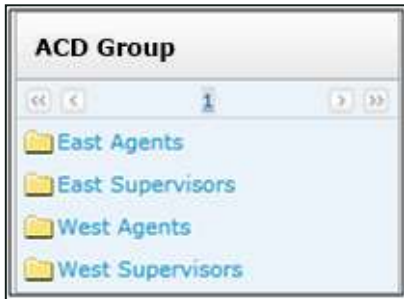 ACD Group
<< < 1 > >>
East Agents
East Supervisors
West Agents
West Supervisors